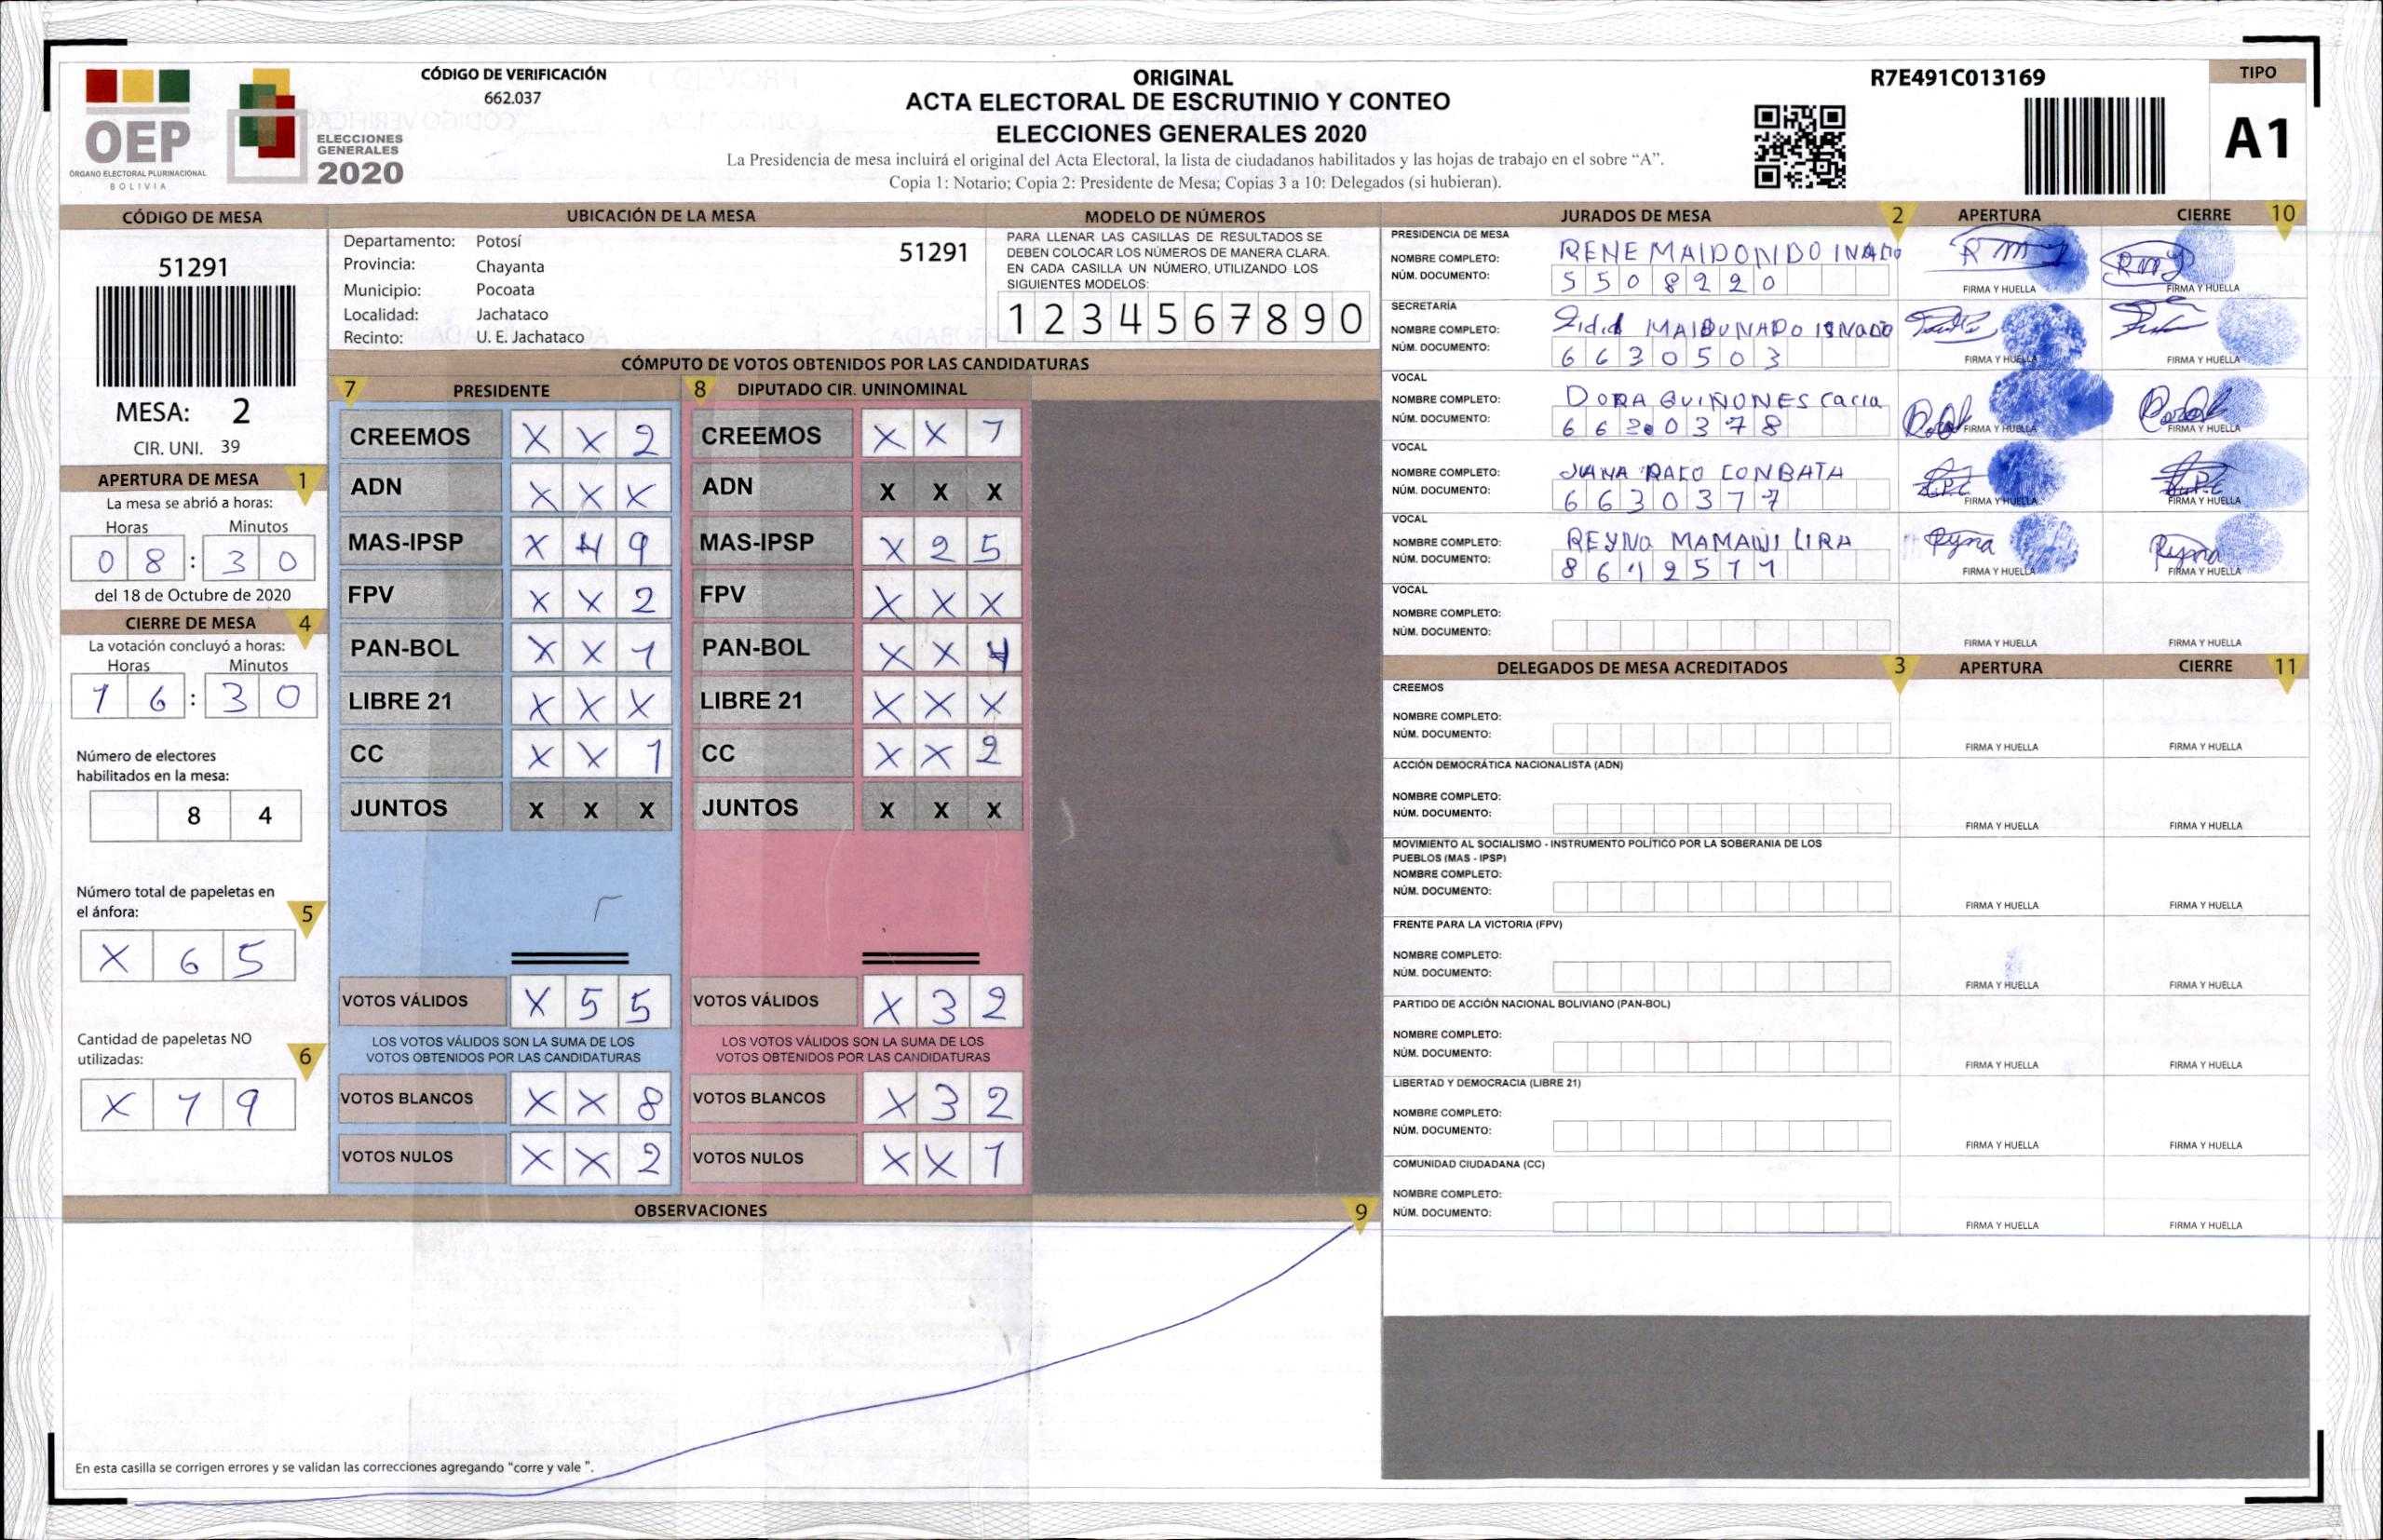 CÓDIGO DE VERIFICACIÓN
662.037
ORIGINAL
ACTA ELECTORAL DE ESCRUTINIO Y CONTEO
ELECCIONES GENERALES 2020
La Presidencia de mesa incluirá el original del Acta Electoral, la lista de ciudadanos habilitados y las hojas de trabajo en el sobre “A”.
Copia 1: Notario; Copia 2: Presidente de Mesa; Copias 3 a 10: Delegados (si hubieran).
R7E491C013169
TIPO
A1
OEP
ÓRGANO ELECTORAL PLURINACIONAL
BOLIVIA
ELECCIONES
GENERALES
2020
CÓDIGO DE MESA
51291
MESA: 2
CIR. UNI. 39
APERTURA DE MESA 1
La mesa se abrió a horas:
Horas Minutos
0 8 : 3 0
del 18 de Octubre de 2020
CIERRE DE MESA 4
La votación concluyó a horas:
Horas Minutos
1 6 : 3 0
Número de electores
habilitados en la mesa:
8 4
Número total de papeletas en
el ánfora: 5
X 6 5
Cantidad de papeletas NO
utilizadas: 6
X 1 9
UBICACIÓN DE LA MESA
Departamento: Potosí
Provincia: Chayanta
Municipio: Pocoata
Localidad: Jachataco
Recinto: U. E. Jachataco
51291
MODELO DE NÚMEROS
PARA LLENAR LAS CASILLAS DE RESULTADOS SE
DEBEN COLOCAR LOS NÚMEROS DE MANERA CLARA.
EN CADA CASILLA UN NÚMERO, UTILIZANDO LOS
SIGUIENTES MODELOS:
1 2 3 4 5 6 7 8 9 0
CÓMPUTO DE VOTOS OBTENIDOS POR LAS CANDIDATURAS
7 PRESIDENTE
CREEMOS X X 2
ADN X X X
MAS-IPSP X 4 9
FPV X X 2
PAN-BOL X X 1
LIBRE 21 X X X
CC X X 1
JUNTOS X X X
VOTOS VÁLIDOS X 5 5
LOS VOTOS VÁLIDOS SON LA SUMA DE LOS
VOTOS OBTENIDOS POR LAS CANDIDATURAS
VOTOS BLANCOS X X 8
VOTOS NULOS X X 2
8 DIPUTADO CIR. UNINOMINAL
CREEMOS X X 1
ADN X X X
MAS-IPSP X 2 5
FPV X X X
PAN-BOL X X 4
LIBRE 21 X X X
CC X X 2
JUNTOS X X X
VOTOS VÁLIDOS X 3 2
LOS VOTOS VÁLIDOS SON LA SUMA DE LOS
VOTOS OBTENIDOS POR LAS CANDIDATURAS
VOTOS BLANCOS X 3 2
VOTOS NULOS X X 1
OBSERVACIONES 9
En esta casilla se corrigen errores y se validan las correcciones agregando “corre y vale ”.
JURADOS DE MESA 2 APERTURA CIERRE 10
PRESIDENCIA DE MESA
NOMBRE COMPLETO: RENE MALDONDO
NÚM. DOCUMENTO: 5 5 0 8 9 2 0
FIRMA Y HUELLA FIRMA Y HUELLA
SECRETARÍA
NOMBRE COMPLETO: MALDUNADO
NÚM. DOCUMENTO: 6 6 3 0 5 0 3
FIRMA Y HUELLA FIRMA Y HUELLA
VOCAL
NOMBRE COMPLETO: DORA QUIÑONES
NÚM. DOCUMENTO: 6 6 2 0 3 7 8
FIRMA Y HUELLA FIRMA Y HUELLA
VOCAL
NOMBRE COMPLETO: JUANA
NÚM. DOCUMENTO: 6 6 3 0 3 7 7
FIRMA Y HUELLA FIRMA Y HUELLA
VOCAL
NOMBRE COMPLETO: REYNA MAMANI LIRA
NÚM. DOCUMENTO: 8 6 1 2 5 7 1
FIRMA Y HUELLA FIRMA Y HUELLA
VOCAL
NOMBRE COMPLETO:
NÚM. DOCUMENTO:
FIRMA Y HUELLA FIRMA Y HUELLA
DELEGADOS DE MESA ACREDITADOS 3 APERTURA CIERRE 11
CREEMOS
NOMBRE COMPLETO:
NÚM. DOCUMENTO:
FIRMA Y HUELLA FIRMA Y HUELLA
ACCIÓN DEMOCRÁTICA NACIONALISTA (ADN)
NOMBRE COMPLETO:
NÚM. DOCUMENTO:
FIRMA Y HUELLA FIRMA Y HUELLA
MOVIMIENTO AL SOCIALISMO - INSTRUMENTO POLÍTICO POR LA SOBERANIA DE LOS
PUEBLOS (MAS - IPSP)
NOMBRE COMPLETO:
NÚM. DOCUMENTO:
FIRMA Y HUELLA FIRMA Y HUELLA
FRENTE PARA LA VICTORIA (FPV)
NOMBRE COMPLETO:
NÚM. DOCUMENTO:
FIRMA Y HUELLA FIRMA Y HUELLA
PARTIDO DE ACCIÓN NACIONAL BOLIVIANO (PAN-BOL)
NOMBRE COMPLETO:
NÚM. DOCUMENTO:
FIRMA Y HUELLA FIRMA Y HUELLA
LIBERTAD Y DEMOCRACIA (LIBRE 21)
NOMBRE COMPLETO:
NÚM. DOCUMENTO:
FIRMA Y HUELLA FIRMA Y HUELLA
COMUNIDAD CIUDADANA (CC)
NOMBRE COMPLETO:
NÚM. DOCUMENTO:
FIRMA Y HUELLA FIRMA Y HUELLA